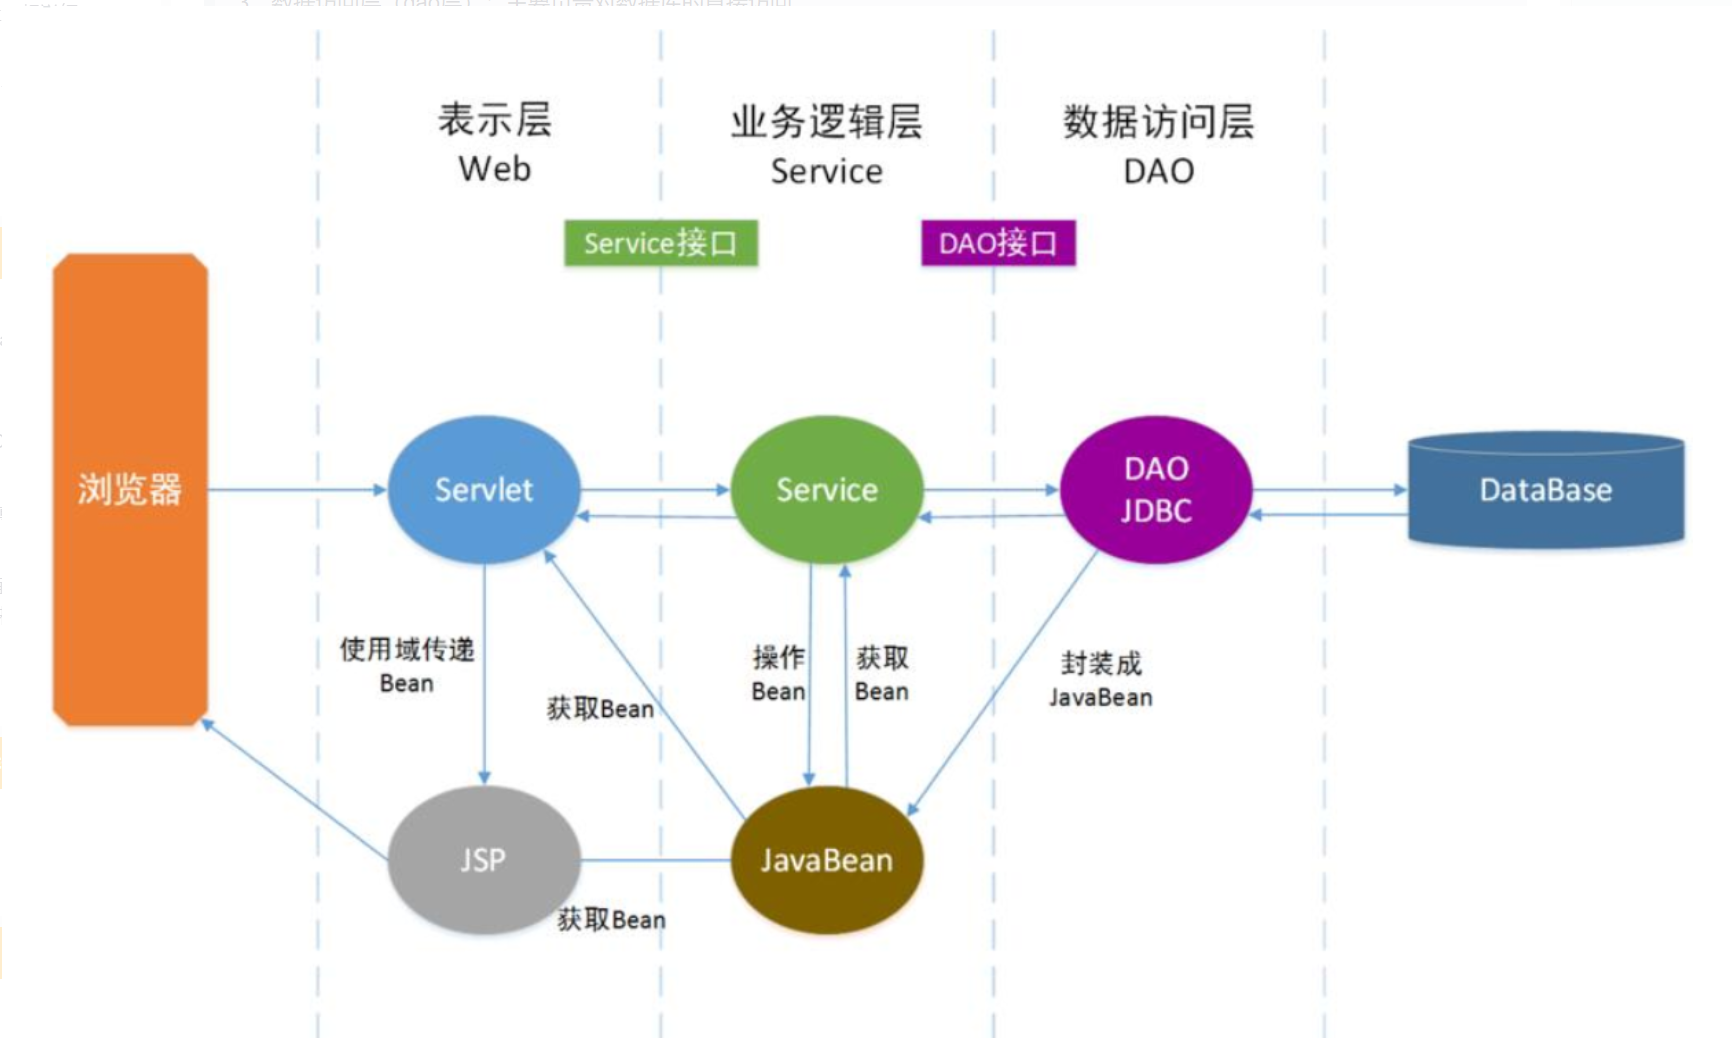 表示层
Web
业务逻辑层
Service
数据访问层
DAO
Service接口
DAO接口
浏览器
Servlet
Service
DAO
JDBC
DataBase
使用域传递
Bean
获取Bean
操作
Bean
获取
Bean
封装成
JavaBean
JSP
JavaBean
获取Bean